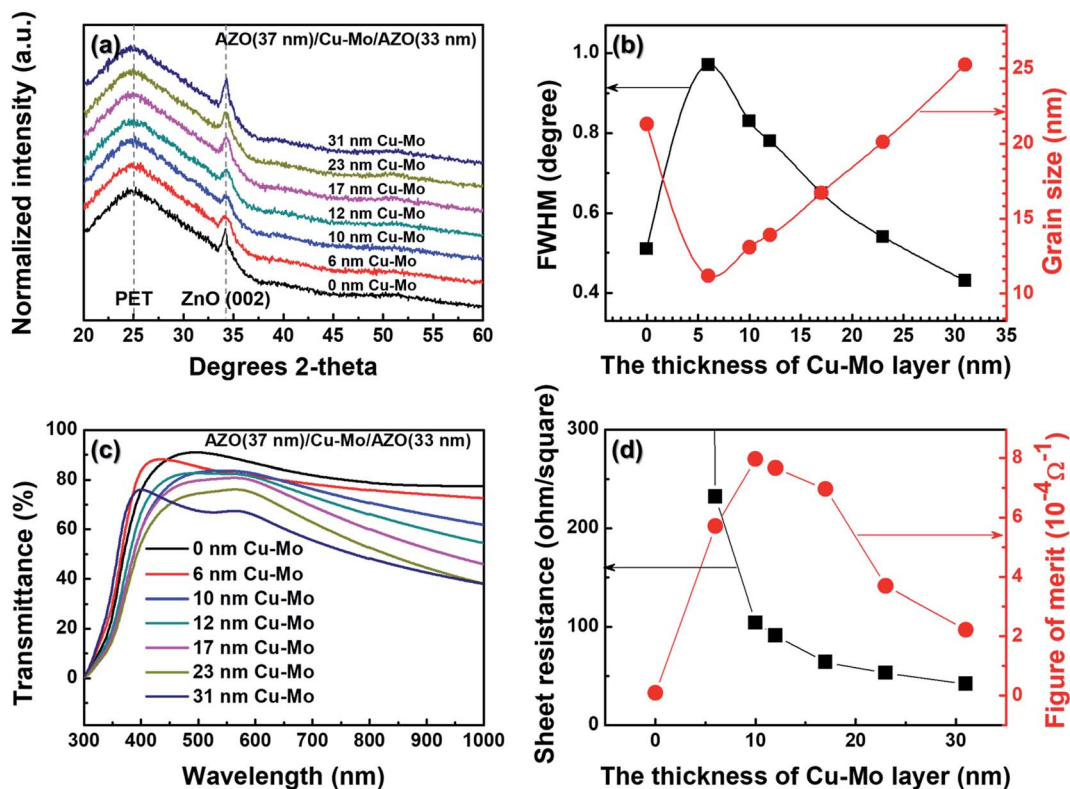 (a)
AZO(37 nm)/Cu-Mo/AZO(33 nm)
Normalized intensity (a.u.)
31 nm Cu-Mo
23 nm Cu-Mo
17 nm Cu-Mo
12 nm Cu-Mo
10 nm Cu-Mo
6 nm Cu-Mo
0 nm Cu-Mo
PET
ZnO (002)
20 25 30 35 40 45 50 55 60
Degrees 2-theta
(b)
FWHM (degree)
1.0
0.8
0.6
0.4
Grain size (nm)
25
20
15
10
0 5 10 15 20 25 30 35
The thickness of Cu-Mo layer (nm)
(c)
AZO(37 nm)/Cu-Mo/AZO(33 nm)
Transmittance (%)
100
80
60
40
20
0
0 nm Cu-Mo
6 nm Cu-Mo
10 nm Cu-Mo
12 nm Cu-Mo
17 nm Cu-Mo
23 nm Cu-Mo
31 nm Cu-Mo
300 400 500 600 700 800 900 1000
Wavelength (nm)
(d)
Sheet resistance (ohm/square)
300
200
100
0
Figure of merit (10⁻⁴Ω⁻¹)
8
6
4
2
0
0 10 20 30
The thickness of Cu-Mo layer (nm)